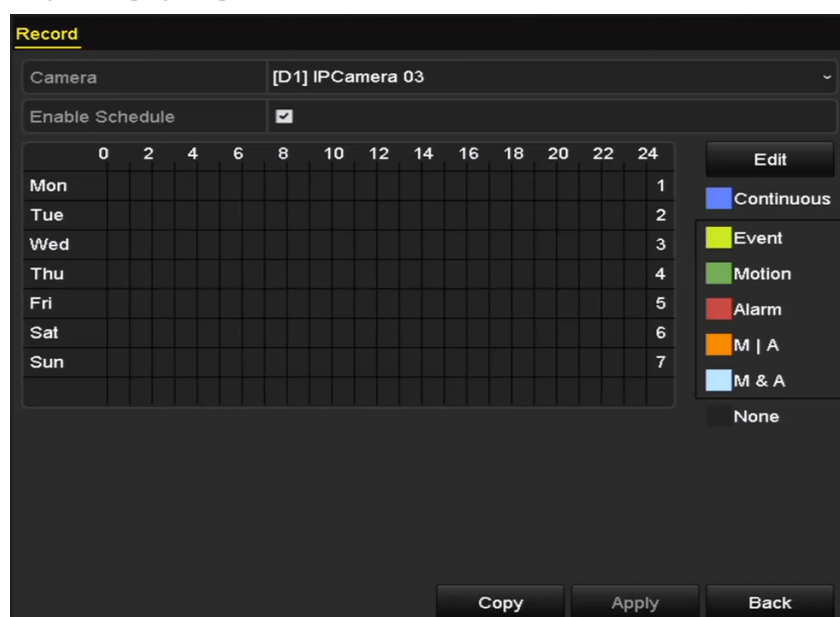 Record
Camera [D1] IPCamera 03
Enable Schedule
0 2 4 6 8 10 12 14 16 18 20 22 24
Edit
Mon 1
Continuous
Tue 2
Wed 3
Event
Thu 4
Motion
Fri 5
Alarm
Sat 6
M | A
Sun 7
M & A
None
Copy Apply Back